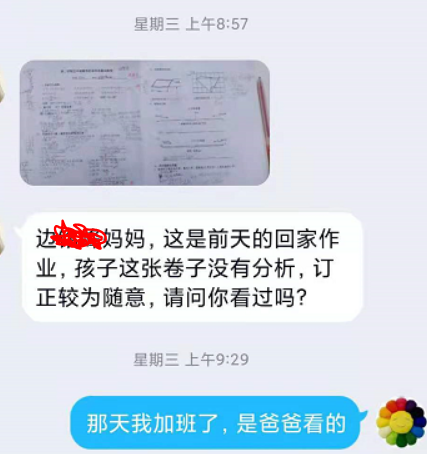 星期三 上午8:57
边妈妈，这是前天的回家作
业，孩子这张卷子没有分析，订
正较为随意，请问你看过吗？
星期三 上午9:29
那天我加班了，是爸爸看的